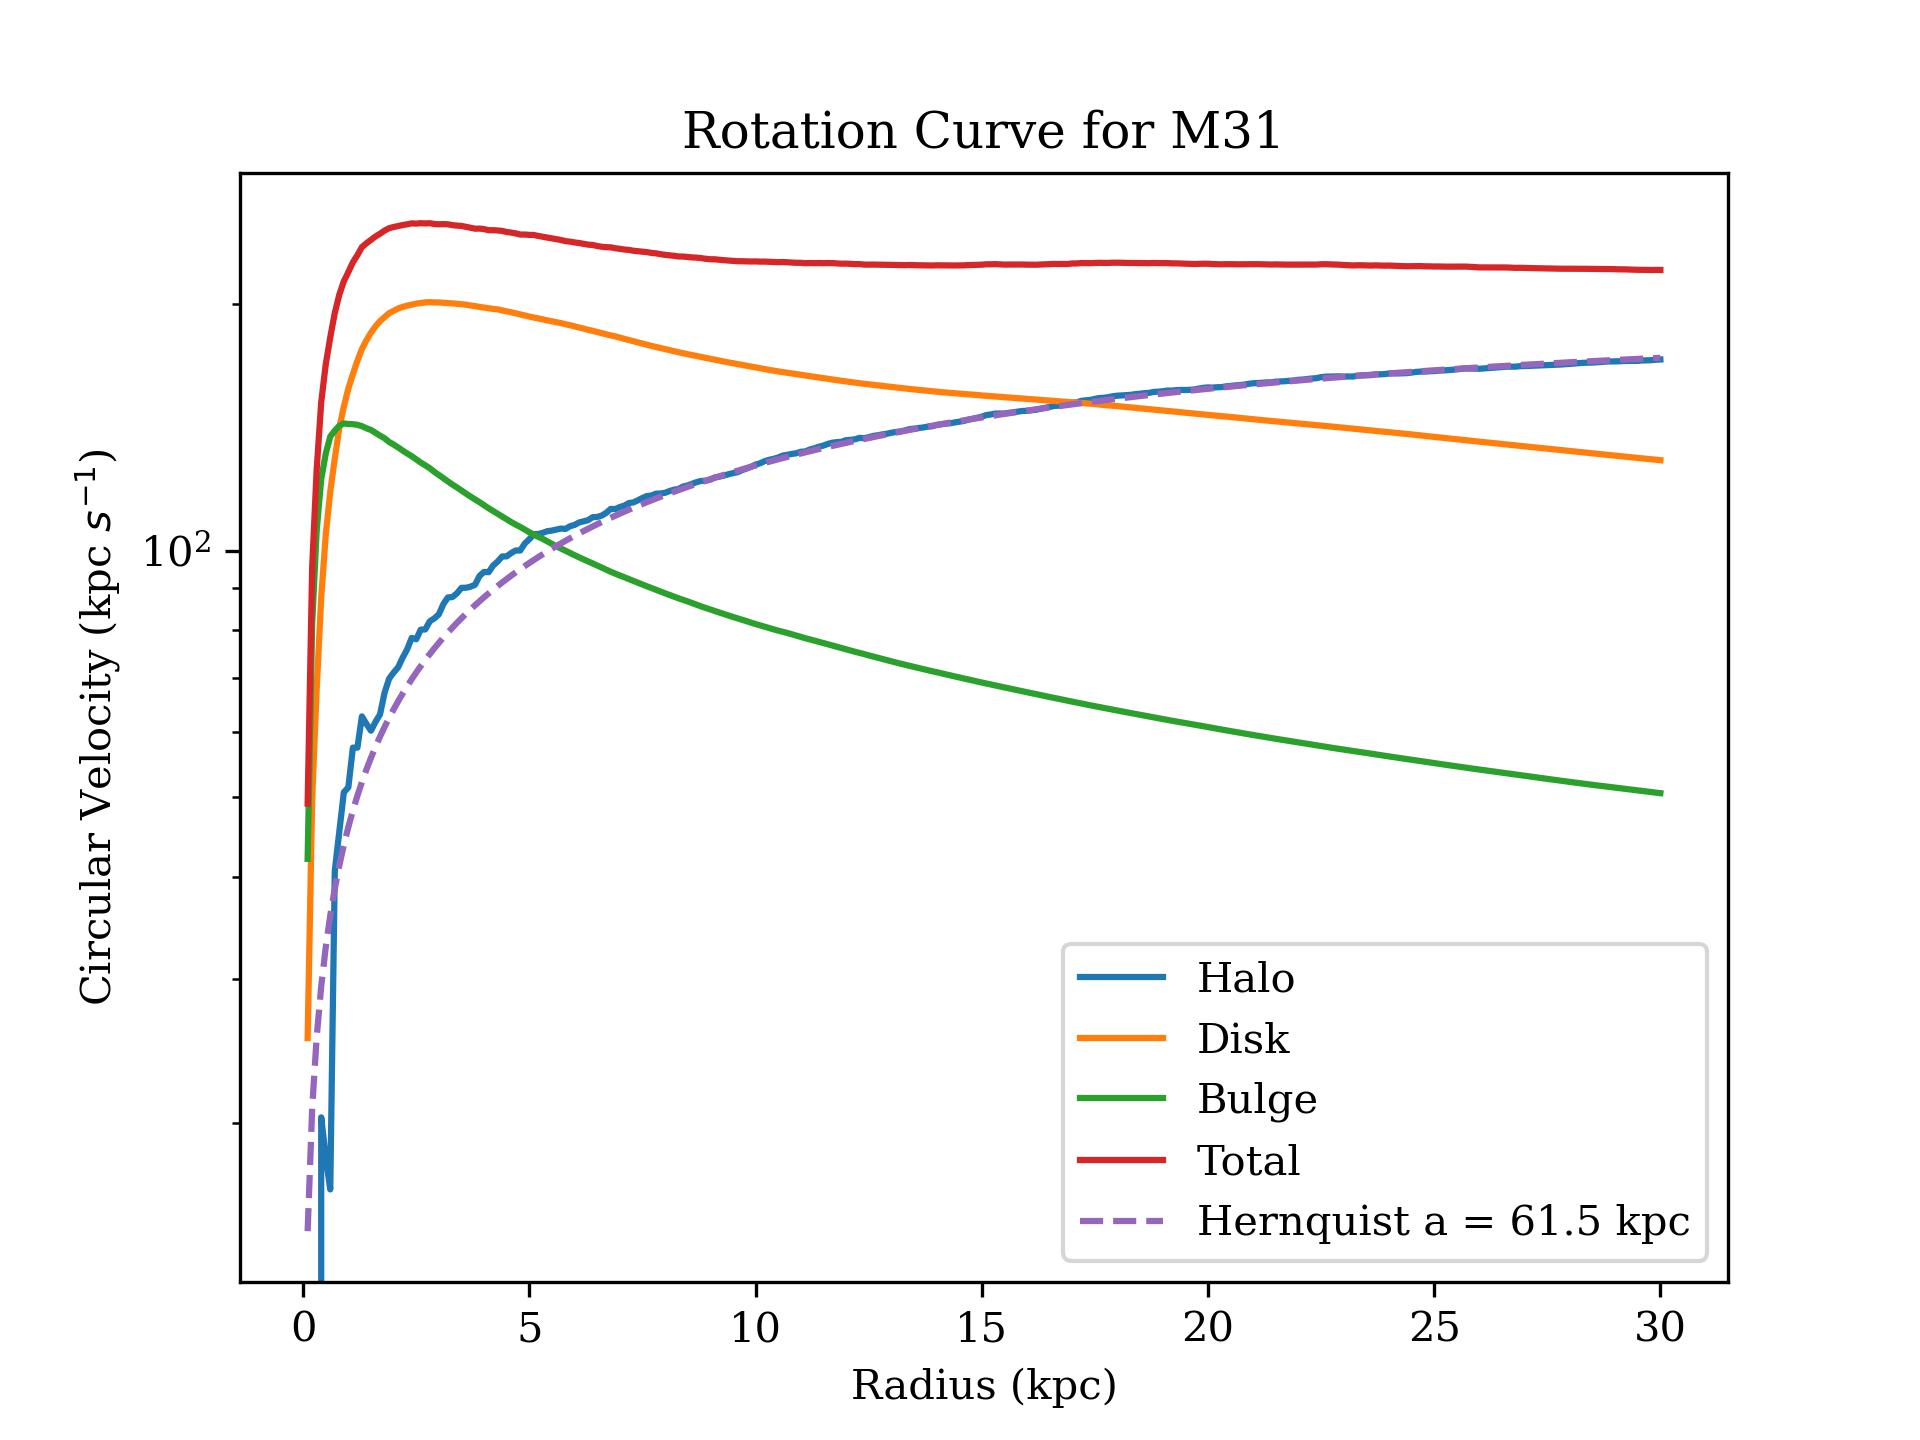 Rotation Curve for M31
Circular Velocity (kpc s⁻¹)
10²
0 5 10 15 20 25 30
Radius (kpc)
Halo
Disk
Bulge
Total
Hernquist a = 61.5 kpc